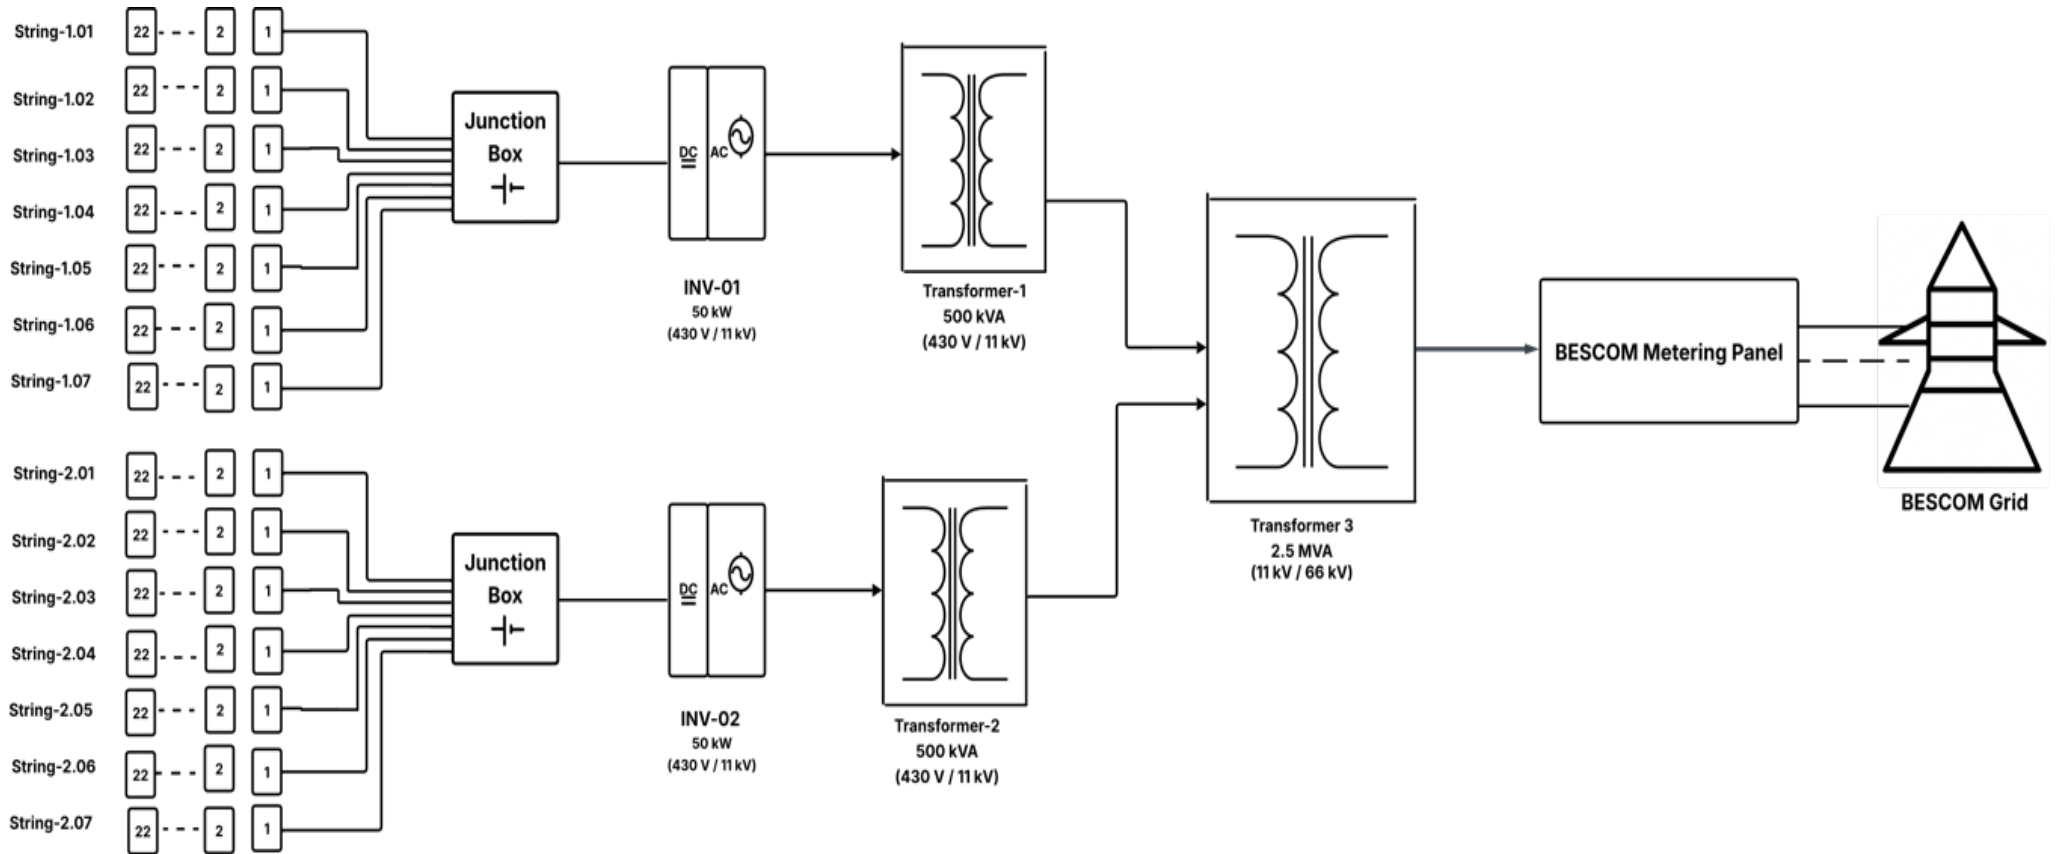 String-1.01 22 2 1
String-1.02 22 2 1
String-1.03 22 2 1
String-1.04 22 2 1
String-1.05 22 2 1
String-1.06 22 2 1
String-1.07 22 2 1
Junction
Box
DC AC
INV-01
50 kW
(430 V / 11 kV)
Transformer-1
500 kVA
(430 V / 11 kV)
String-2.01 22 2 1
String-2.02 22 2 1
String-2.03 22 2 1
String-2.04 22 2 1
String-2.05 22 2 1
String-2.06 22 2 1
String-2.07 22 2 1
Junction
Box
DC AC
INV-02
50 kW
(430 V / 11 kV)
Transformer-2
500 kVA
(430 V / 11 kV)
Transformer 3
2.5 MVA
(11 kV / 66 kV)
BESCOM Metering Panel
BESCOM Grid